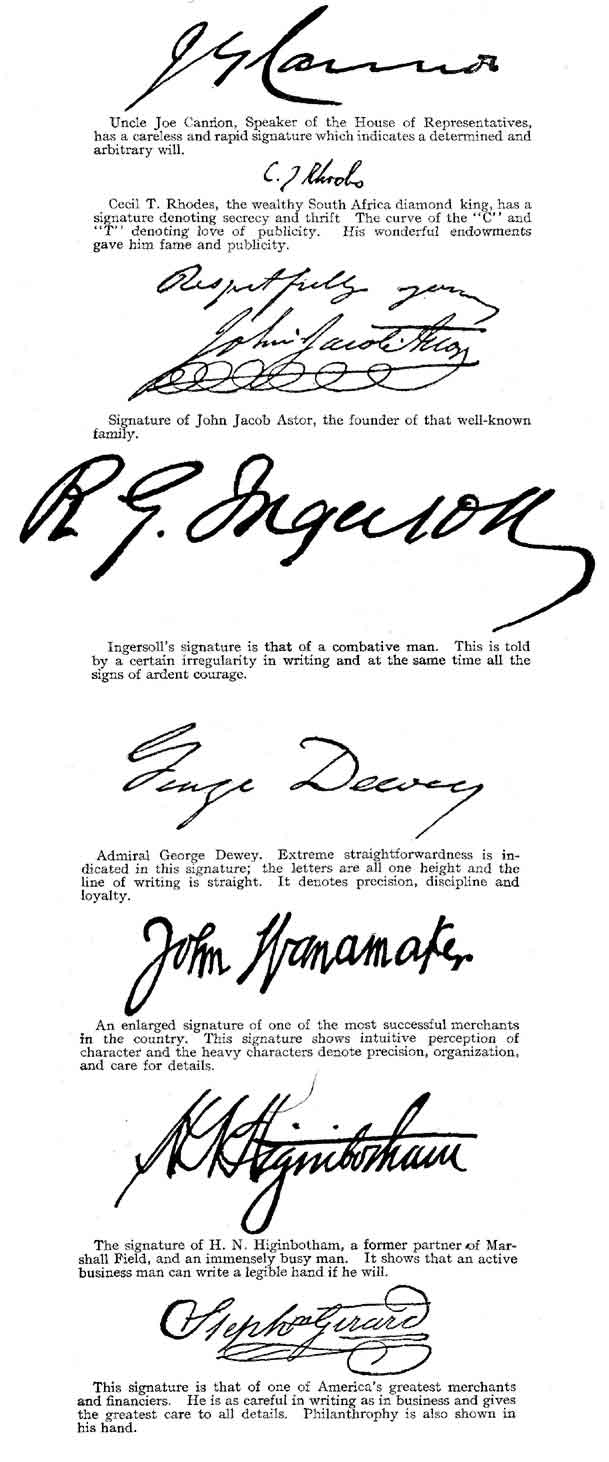 J G Canno
Uncle Joe Cannon, Speaker of the House of Representatives,
has a careless and rapid signature which indicates a determined and
arbitrary will.
C. J Rhodes
Cecil T. Rhodes, the wealthy South Africa diamond king, has a
signature denoting secrecy and thrift The curve of the "C" and
"T" denoting love of publicity. His wonderful endowments
gave him fame and publicity.
Respectfully yours
John Jacob Astor
Signature of John Jacob Astor, the founder of that well-known
family.
R G. Ingersoll
Ingersoll's signature is that of a combative man. This is told
by a certain irregularity in writing and at the same time all the
signs of ardent courage.
George Dewey
Admiral George Dewey. Extreme straightforwardness is in-
dicated in this signature; the letters are all one height and the
line of writing is straight. It denotes precision, discipline and
loyalty.
John Wanamaker
An enlarged signature of one of the most successful merchants
in the country. This signature shows intuitive perception of
character and the heavy characters denote precision, organization,
and care for details.
H N Higinbotham
The signature of H. N. Higinbotham, a former partner of Mar-
shall Field, and an immensely busy man. It shows that an active
business man can write a legible hand if he will.
Stephn Girard
This signature is that of one of America's greatest merchants
and financiers. He is as careful in writing as in business and gives
the greatest care to all details. Philanthrophy is also shown in
his hand.